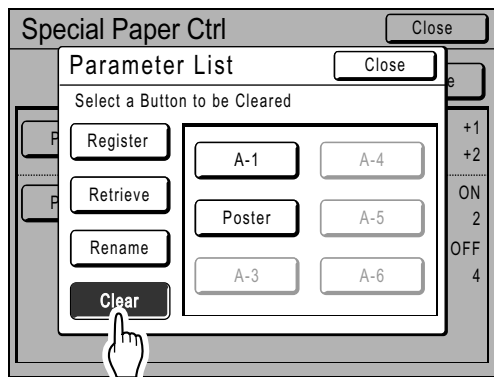 Special Paper Ctrl
Close
Parameter List
Close
e
Select a Button to be Cleared
P
Register
A-1
A-4
+1
+2
P
Retrieve
Poster
A-5
ON
2
Rename
OFF
A-3
A-6
4
Clear